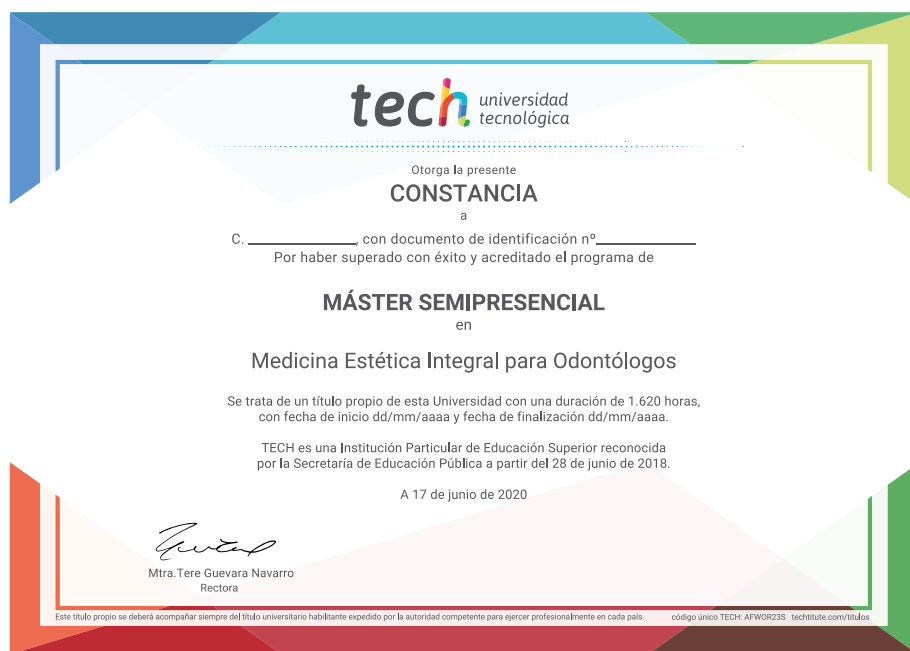 tech universidad
tecnológica
Otorga la presente
CONSTANCIA
a
C. ______________, con documento de identificación nº_____________
Por haber superado con éxito y acreditado el programa de
MÁSTER SEMIPRESENCIAL
en
Medicina Estética Integral para Odontólogos
Se trata de un título propio de esta Universidad con una duración de 1.620 horas,
con fecha de inicio dd/mm/aaaa y fecha de finalización dd/mm/aaaa.
TECH es una Institución Particular de Educación Superior reconocida
por la Secretaría de Educación Pública a partir del 28 de junio de 2018.
A 17 de junio de 2020
Mtra.Tere Guevara Navarro
Rectora
Este título propio se deberá acompañar siempre del título universitario habilitante expedido por la autoridad competente para ejercer profesionalmente en cada país. código único TECH: AFWOR23S techtitute.com/titulos